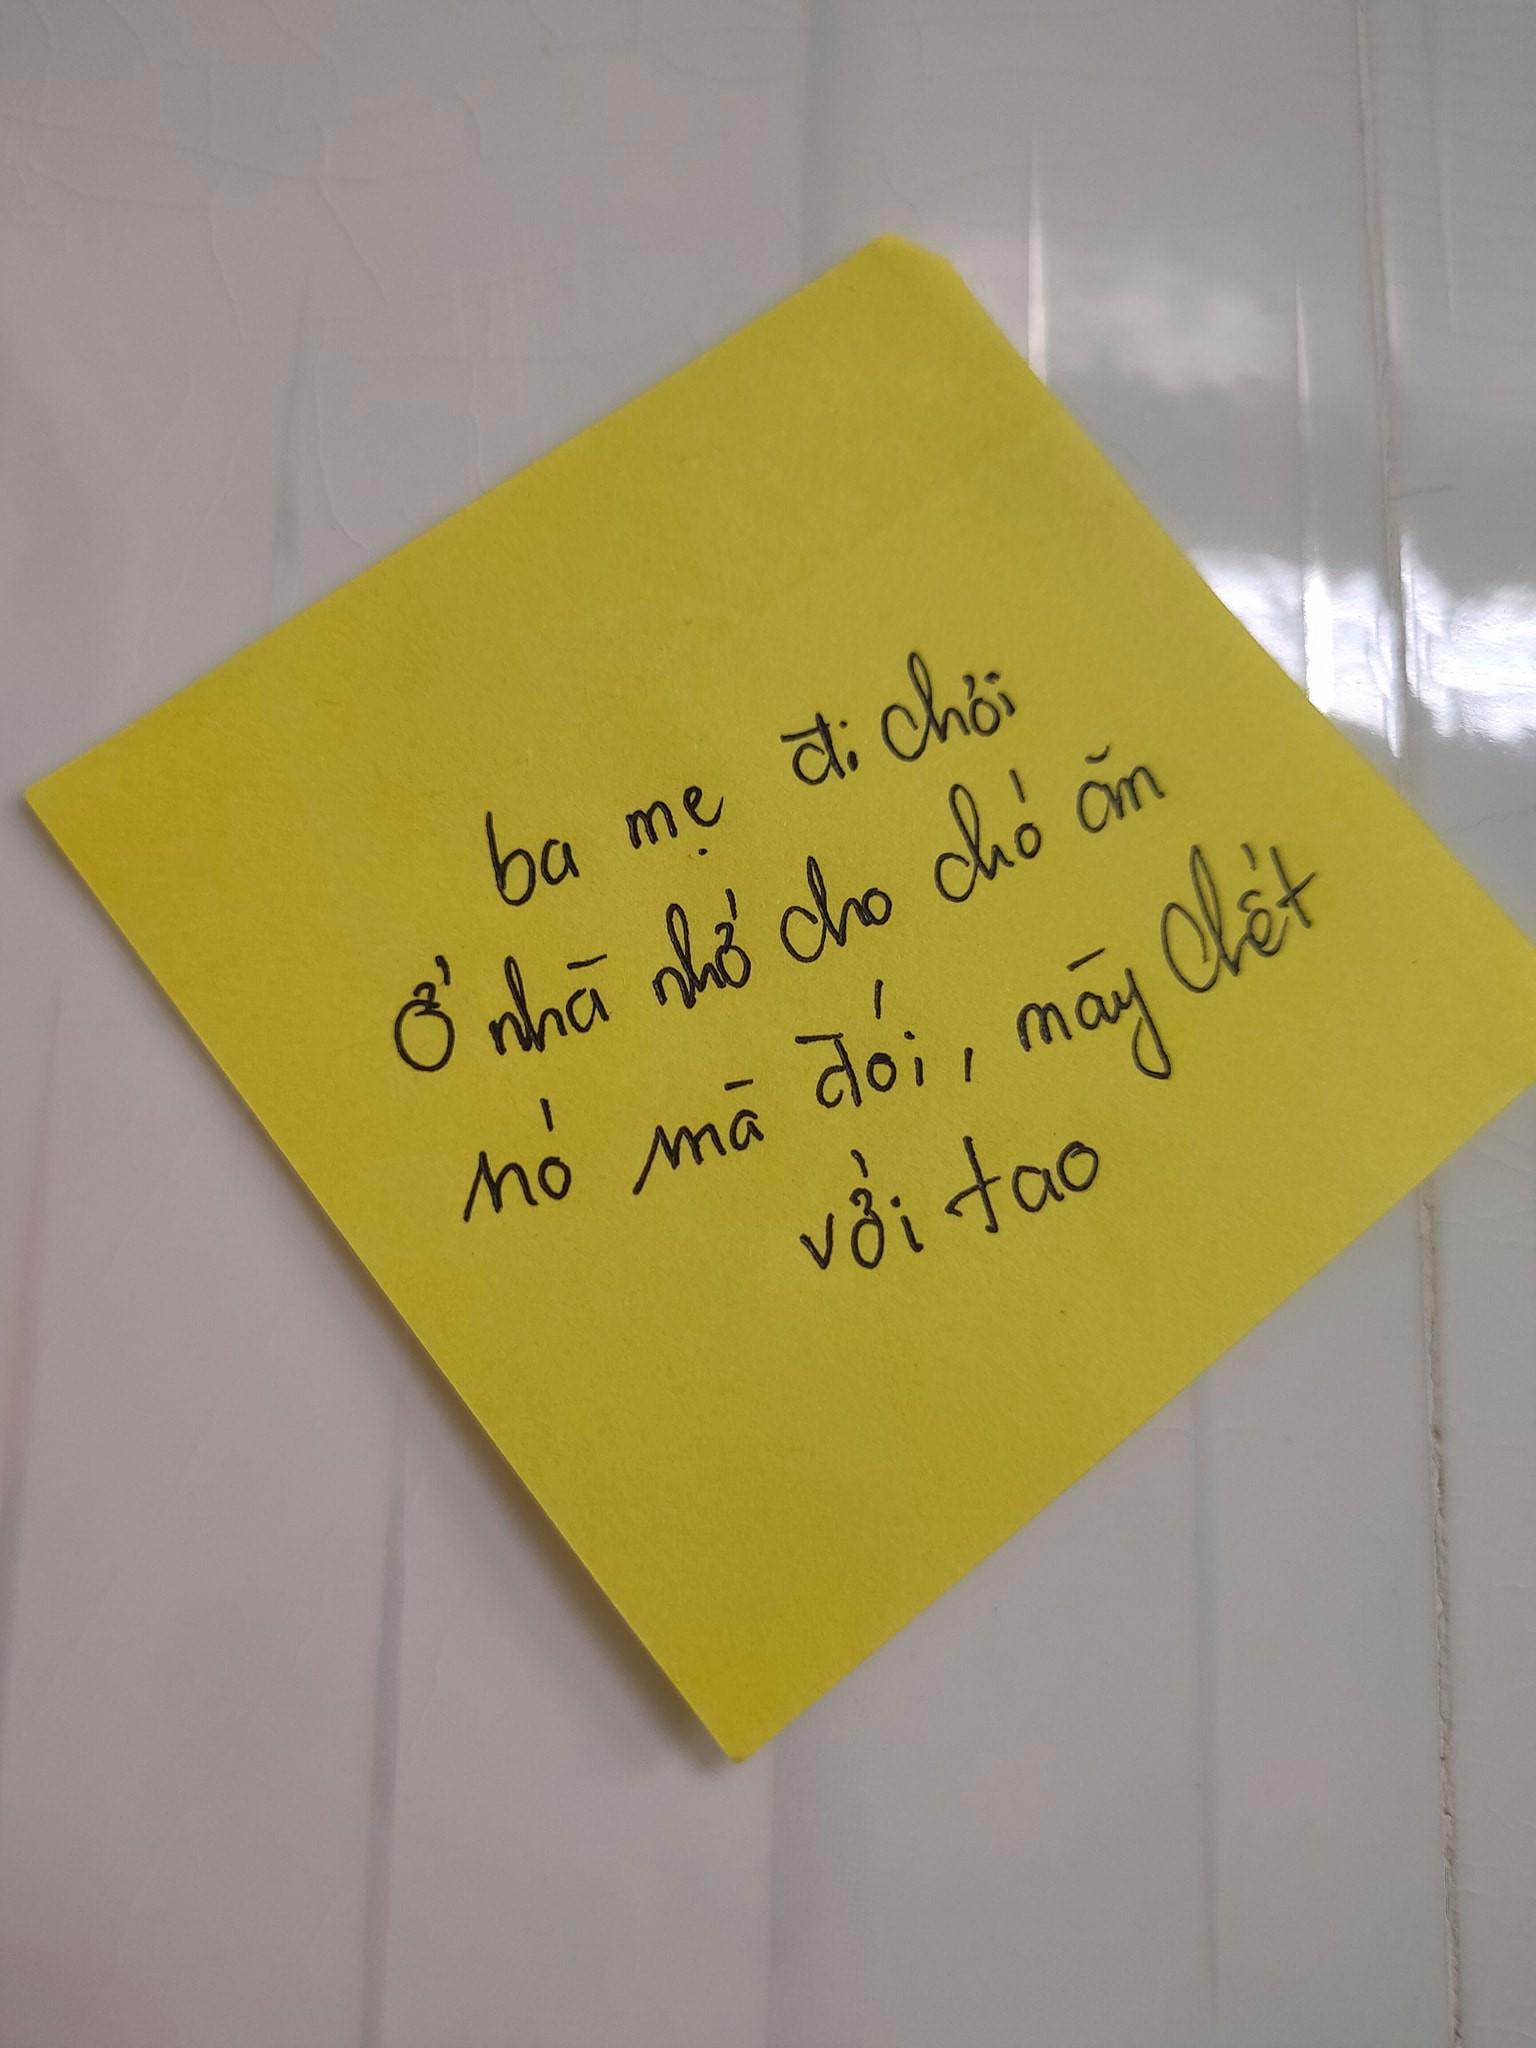 ba mẹ đi chơi
Ở nhà nhớ cho chó ăn
nó mà đói, mày chết
với tao